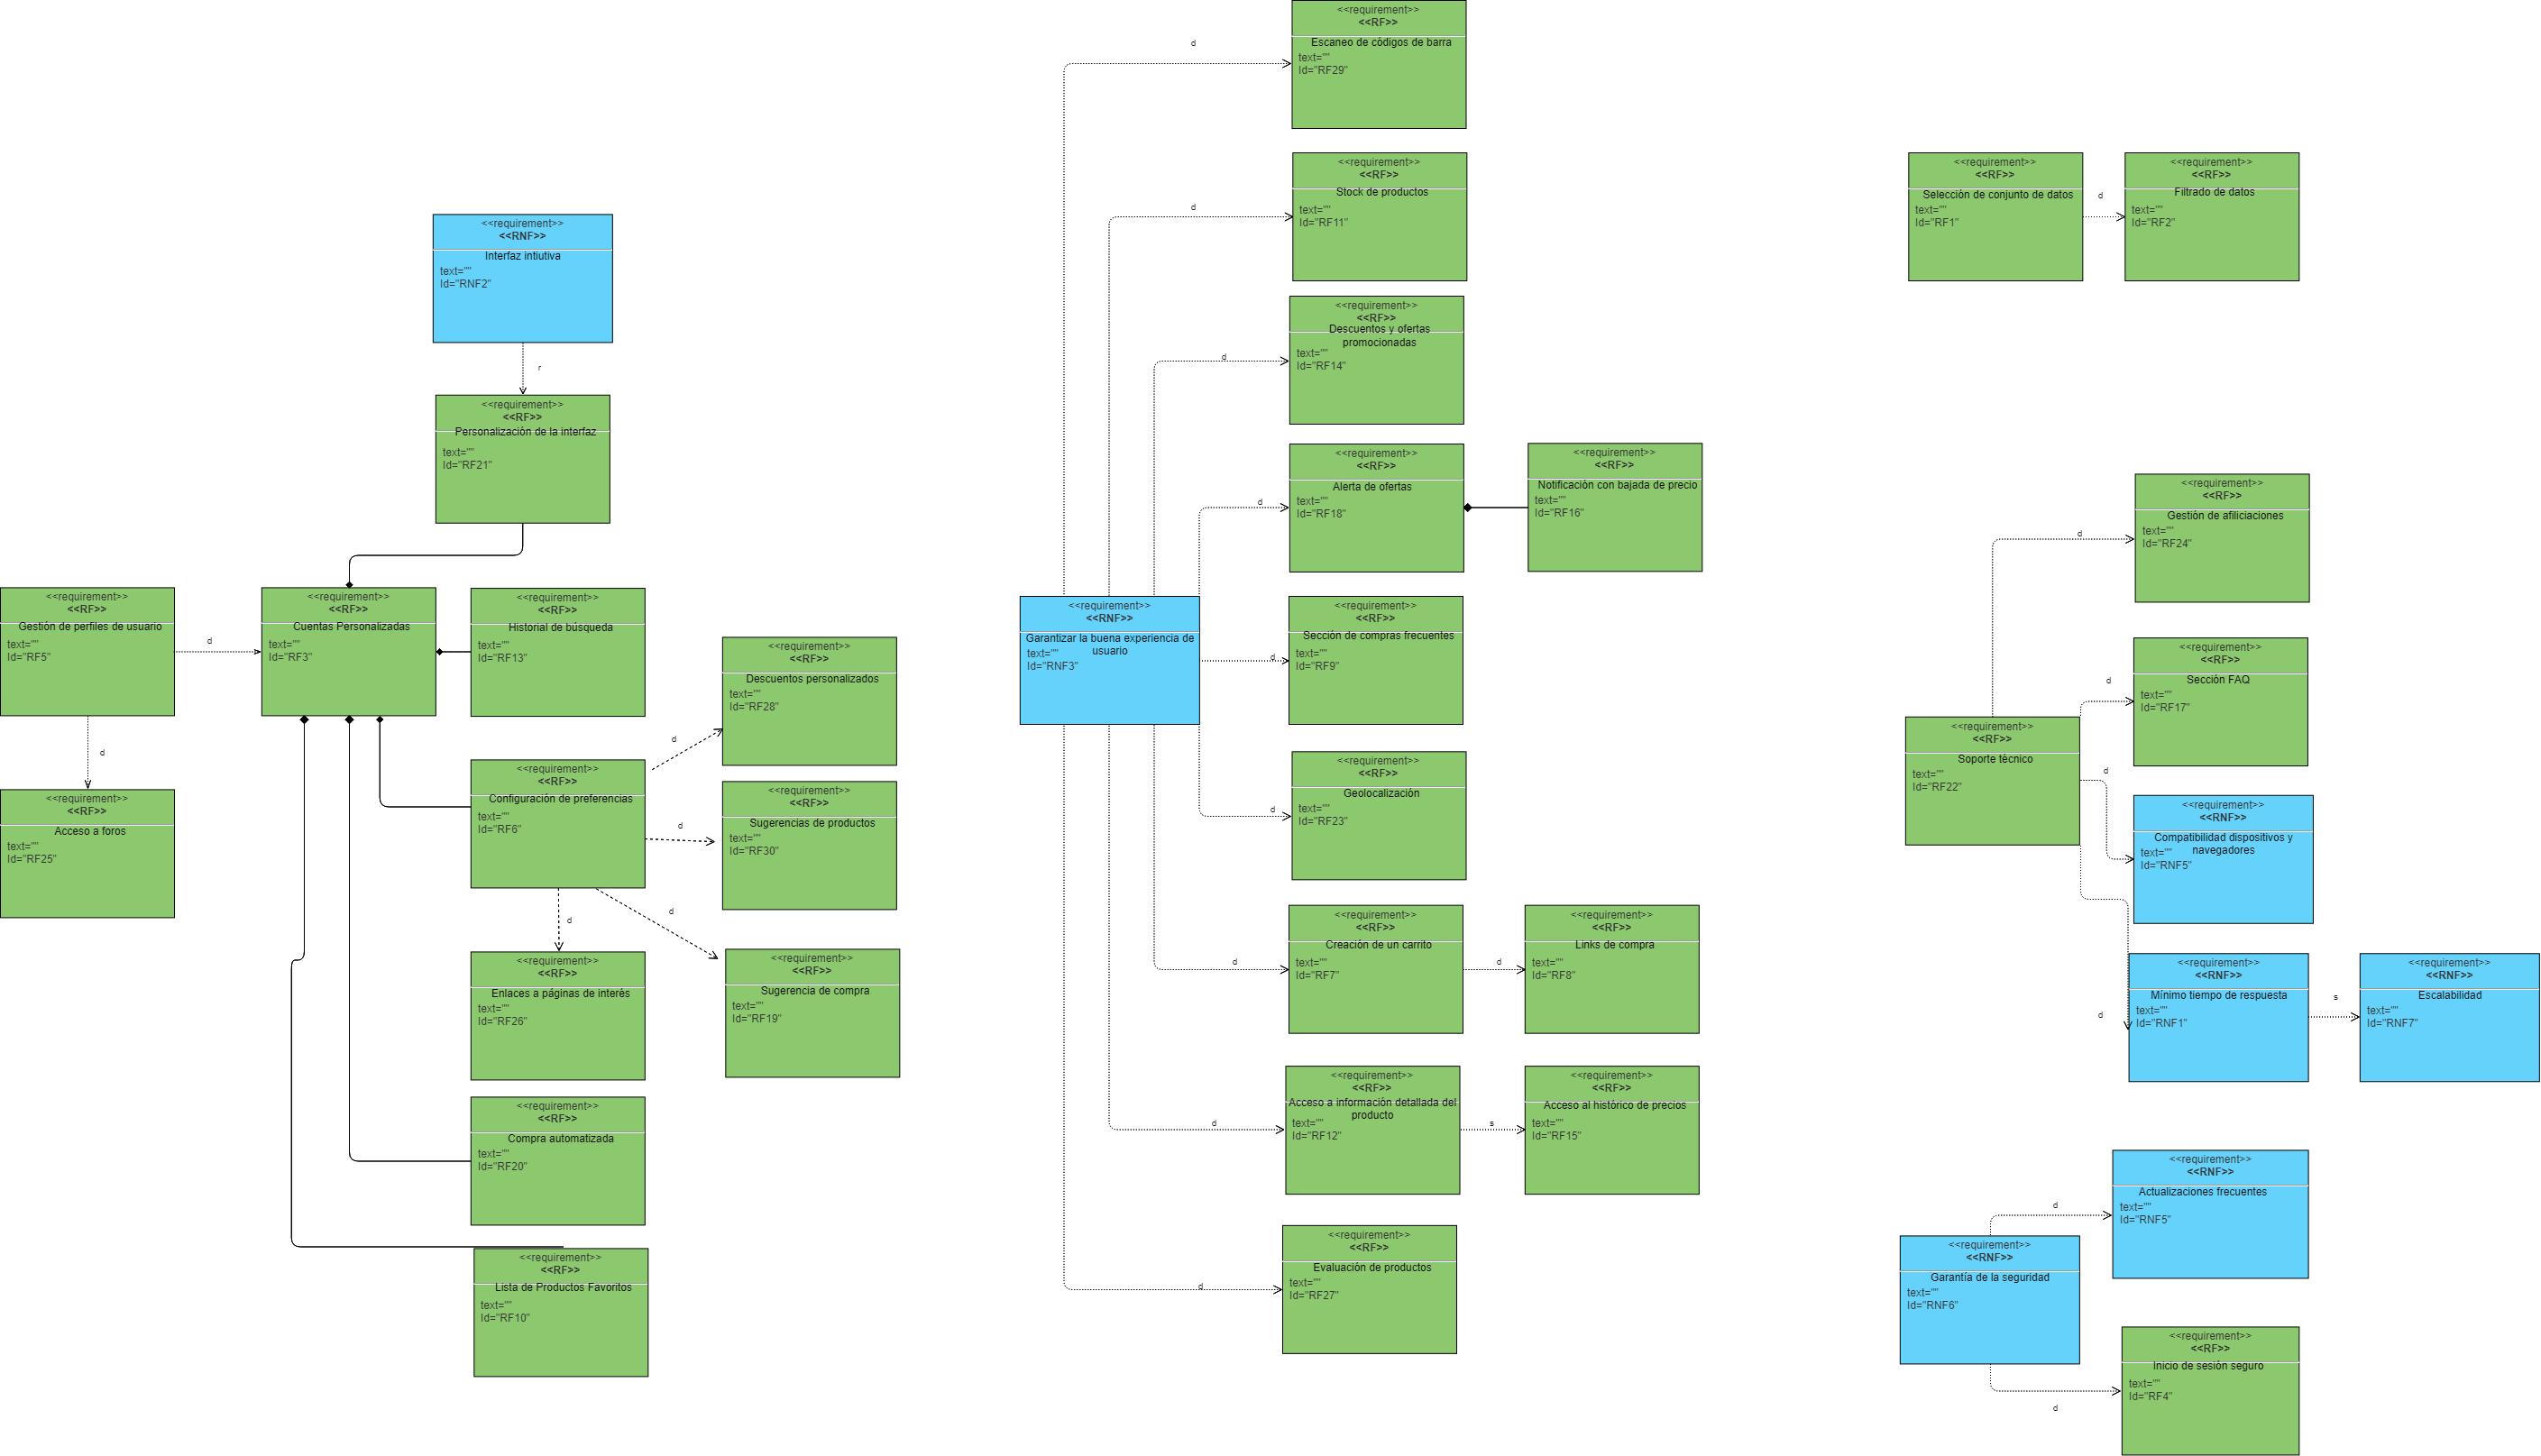 <<requirement>>
<<RNF>>
Interfaz intiutiva
text=""
Id="RNF2"
r
<<requirement>>
<<RF>>
Personalización de la interfaz
text=""
Id="RF21"
<<requirement>>
<<RF>>
Gestión de perfiles de usuario
text=""
Id="RF5"
d
<<requirement>>
<<RF>>
Cuentas Personalizadas
text=""
Id="RF3"
<<requirement>>
<<RF>>
Historial de búsqueda
text=""
Id="RF13"
d
<<requirement>>
<<RF>>
Acceso a foros
text=""
Id="RF25"
<<requirement>>
<<RF>>
Configuración de preferencias
text=""
Id="RF6"
d
<<requirement>>
<<RF>>
Descuentos personalizados
text=""
Id="RF28"
d
<<requirement>>
<<RF>>
Sugerencias de productos
text=""
Id="RF30"
d
d
<<requirement>>
<<RF>>
Enlaces a páginas de interés
text=""
Id="RF26"
<<requirement>>
<<RF>>
Sugerencia de compra
text=""
Id="RF19"
<<requirement>>
<<RF>>
Compra automatizada
text=""
Id="RF20"
<<requirement>>
<<RF>>
Lista de Productos Favoritos
text=""
Id="RF10"
<<requirement>>
<<RNF>>
Garantizar la buena experiencia de
usuario
text=""
Id="RNF3"
d
<<requirement>>
<<RF>>
Escaneo de códigos de barra
text=""
Id="RF29"
d
<<requirement>>
<<RF>>
Stock de productos
text=""
Id="RF11"
d
<<requirement>>
<<RF>>
Descuentos y ofertas
promocionadas
text=""
Id="RF14"
d
<<requirement>>
<<RF>>
Alerta de ofertas
text=""
Id="RF18"
<<requirement>>
<<RF>>
Notificación con bajada de precio
text=""
Id="RF16"
d
<<requirement>>
<<RF>>
Sección de compras frecuentes
text=""
Id="RF9"
d
<<requirement>>
<<RF>>
Geolocalización
text=""
Id="RF23"
d
<<requirement>>
<<RF>>
Creación de un carrito
text=""
Id="RF7"
d
<<requirement>>
<<RF>>
Links de compra
text=""
Id="RF8"
d
<<requirement>>
<<RF>>
Acceso a información detallada del
producto
text=""
Id="RF12"
s
<<requirement>>
<<RF>>
Acceso al histórico de precios
text=""
Id="RF15"
d
<<requirement>>
<<RF>>
Evaluación de productos
text=""
Id="RF27"
<<requirement>>
<<RF>>
Selección de conjunto de datos
text=""
Id="RF1"
d
<<requirement>>
<<RF>>
Filtrado de datos
text=""
Id="RF2"
<<requirement>>
<<RF>>
Soporte técnico
text=""
Id="RF22"
d
<<requirement>>
<<RF>>
Gestión de afiliciaciones
text=""
Id="RF24"
d
<<requirement>>
<<RF>>
Sección FAQ
text=""
Id="RF17"
d
<<requirement>>
<<RNF>>
Compatibilidad dispositivos y
navegadores
text=""
Id="RNF5"
d
<<requirement>>
<<RNF>>
Mínimo tiempo de respuesta
text=""
Id="RNF1"
s
<<requirement>>
<<RNF>>
Escalabilidad
text=""
Id="RNF7"
<<requirement>>
<<RNF>>
Garantía de la seguridad
text=""
Id="RNF6"
d
<<requirement>>
<<RNF>>
Actualizaciones frecuentes
text=""
Id="RNF5"
d
<<requirement>>
<<RF>>
Inicio de sesión seguro
text=""
Id="RF4"